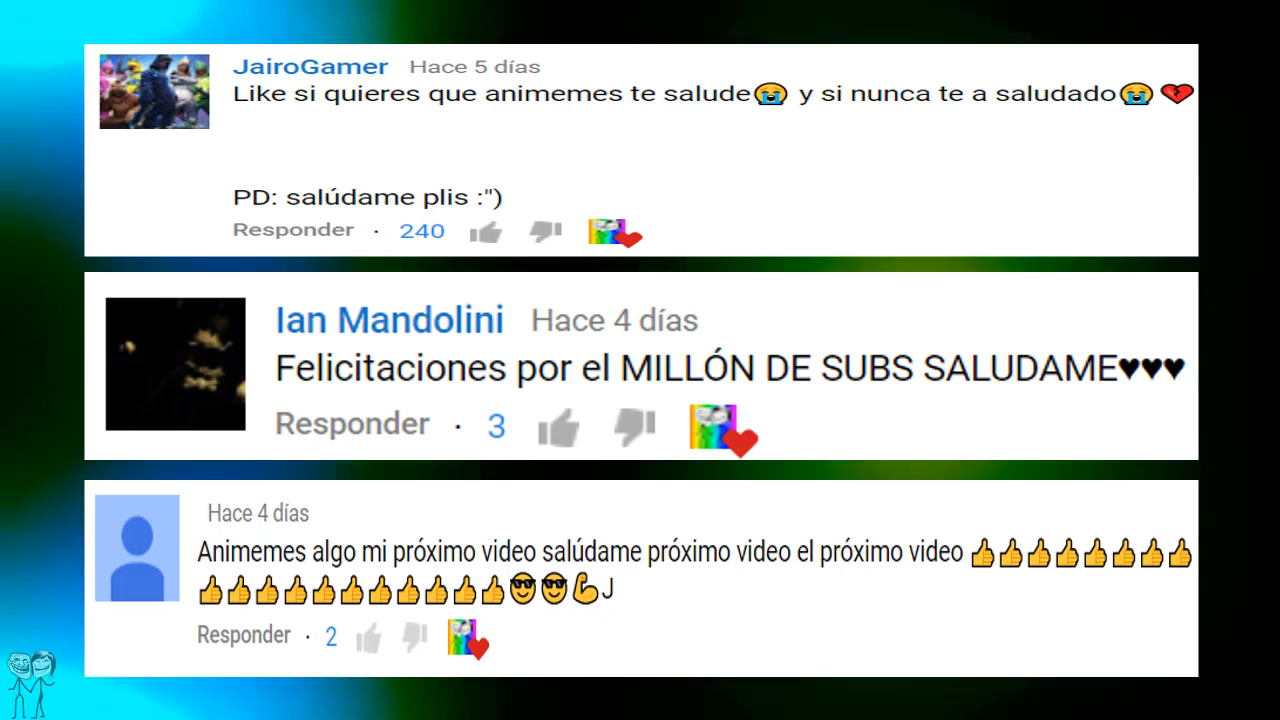 JairoGamer Hace 5 días
Like si quieres que animemes te salude😭 y si nunca te a saludado😭 💔
PD: salúdame plis :")
Responder · 240
Ian Mandolini Hace 4 días
Felicitaciones por el MILLÓN DE SUBS SALUDAME♥♥♥
Responder · 3
Hace 4 días
Animemes algo mi próximo video salúdame próximo video el próximo video 👍👍👍👍👍👍👍👍
👍👍👍👍👍👍👍👍👍👍👍😎😎💪J
Responder · 2